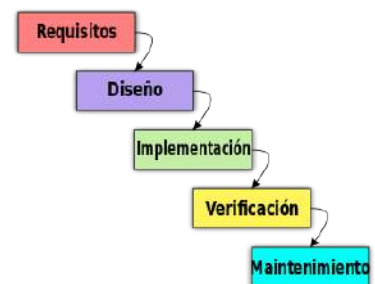 Requisitos
Diseño
Implementación
Verificación
Mantenimiento